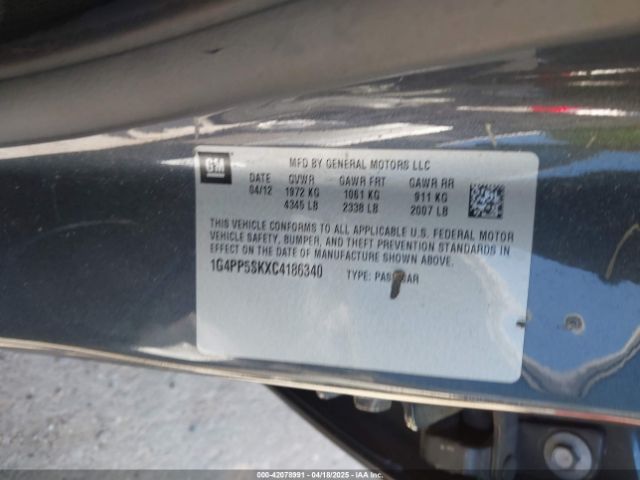 GM
MFD BY GENERAL MOTORS LLC
DATE GVWR GAWR FRT GAWR RR
04/12 1972 KG 1061 KG 911 KG
4345 LB 2338 LB 2007 LB
THIS VEHICLE CONFORMS TO ALL APPLICABLE U.S. FEDERAL MOTOR
VEHICLE SAFETY, BUMPER, AND THEFT PREVENTION STANDARDS IN
EFFECT ON THE DATE OF MANUFACTURE SHOWN ABOVE.
1G4PP5SKXC4186340 TYPE: PASS CAR
000-42078991 - 04/18/2025 - IAA Inc.